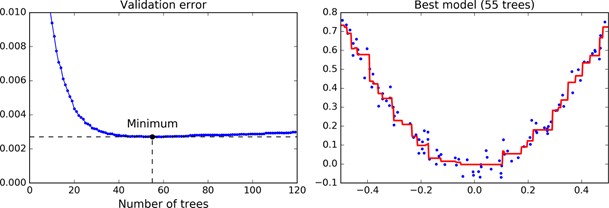 Validation error
0.010
0.008
0.006
0.004
0.002
0.000
Minimum
0 20 40 60 80 100 120
Number of trees
Best model (55 trees)
0.8
0.7
0.6
0.5
0.4
0.3
0.2
0.1
0.0
−0.1
−0.4 −0.2 0.0 0.2 0.4